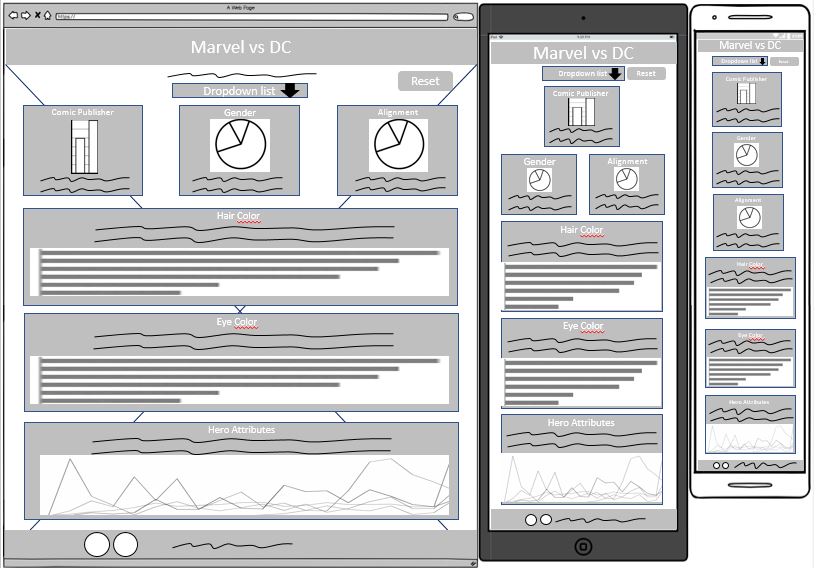 A Web Page
https://
Marvel vs DC
Dropdown list
Reset
Comic Publisher
Gender
Alignment
Hair Color
Eye Color
Hero Attributes
Marvel vs DC
Dropdown list
Reset
Comic Publisher
Gender
Alignment
Hair Color
Eye Color
Hero Attributes
Marvel vs DC
Dropdown list
Reset
Comic Publisher
Gender
Alignment
Hair Color
Eye Color
Hero Attributes